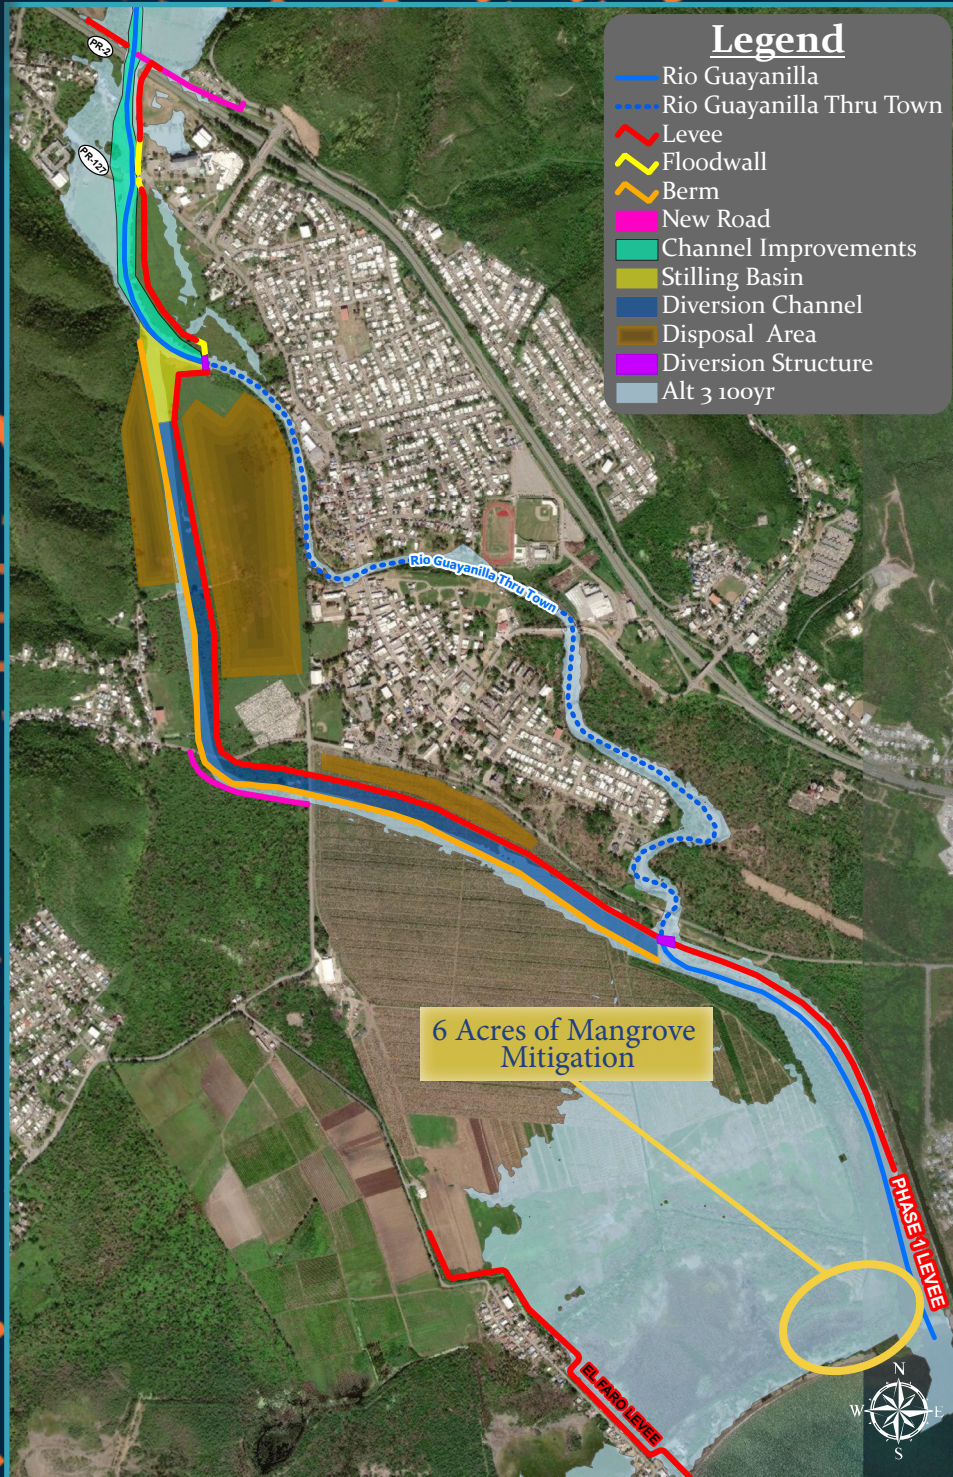 Legend
Rio Guayanilla
Rio Guayanilla Thru Town
Levee
Floodwall
Berm
New Road
Channel Improvements
Stilling Basin
Diversion Channel
Disposal Area
Diversion Structure
Alt 3 100yr
PR-2
PR-127
Rio Guayanilla Thru Town
6 Acres of Mangrove
Mitigation
PHASE 1 LEVEE
EL FARO LEVEE
N
W E
S